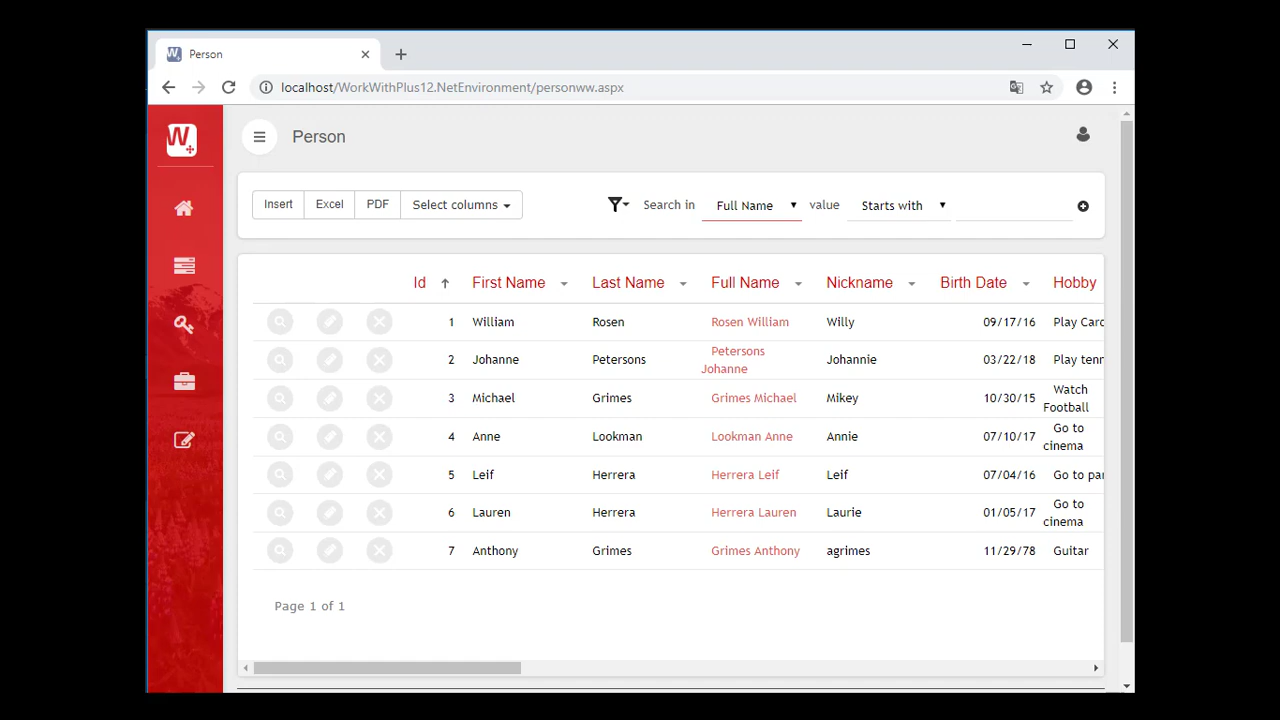 Person
localhost/WorkWithPlus12.NetEnvironment/personww.aspx
W
Person
Insert Excel PDF Select columns Search in Full Name value Starts with
Id First Name Last Name Full Name Nickname Birth Date Hobby
1 William Rosen Rosen William Willy 09/17/16 Play Card
2 Johanne Petersons Petersons Johannie 03/22/18 Play tenn
Johanne
3 Michael Grimes Grimes Michael Mikey 10/30/15 Watch
Football
4 Anne Lookman Lookman Anne Annie 07/10/17 Go to
cinema
5 Leif Herrera Herrera Leif Leif 07/04/16 Go to par
6 Lauren Herrera Herrera Lauren Laurie 01/05/17 Go to
cinema
7 Anthony Grimes Grimes Anthony agrimes 11/29/78 Guitar
Page 1 of 1